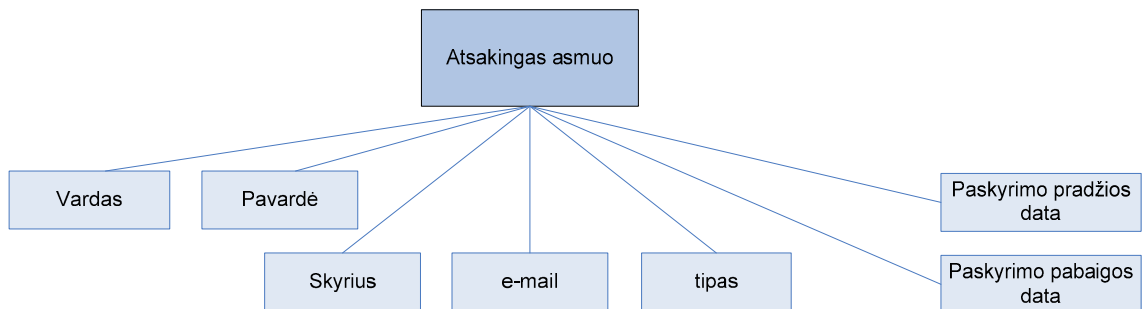 Atsakingas asmuo
Vardas
Pavardė
Skyrius
e-mail
tipas
Paskyrimo pradžios
data
Paskyrimo pabaigos
data